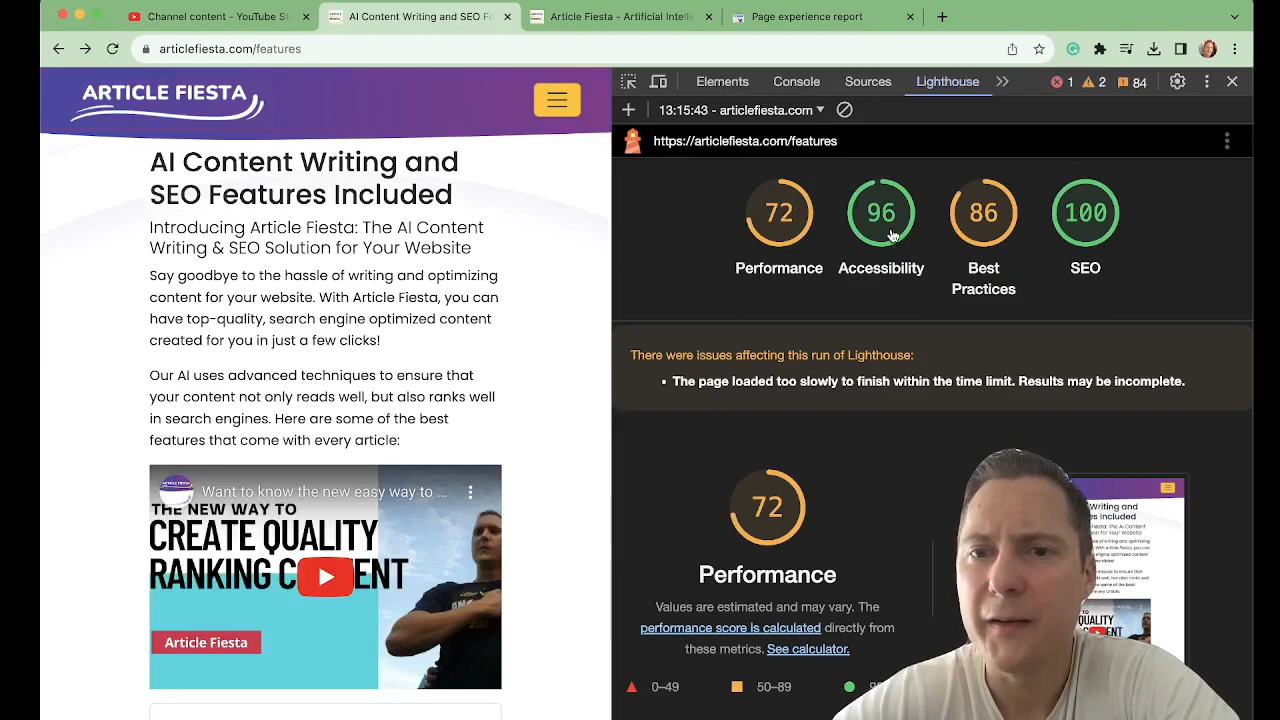 Channel content - YouTube St
AI Content Writing and SEO Fe
Article Fiesta - Artificial Intelli
Page experience report
articlefiesta.com/features
ARTICLE FIESTA
Elements
Console
Sources
Lighthouse
1
2
84
13:15:43 - articlefiesta.com
https://articlefiesta.com/features
AI Content Writing and
SEO Features Included
Introducing Article Fiesta: The AI Content
Writing & SEO Solution for Your Website
Say goodbye to the hassle of writing and optimizing
content for your website. With Article Fiesta, you can
have top-quality, search engine optimized content
created for you in just a few clicks!
Our AI uses advanced techniques to ensure that
your content not only reads well, but also ranks well
in search engines. Here are some of the best
features that come with every article:
Want to know the new easy way to ...
THE NEW WAY TO
CREATE QUALITY
RANKING C TENT
Article Fiesta
72
96
86
100
Performance
Accessibility
Best
Practices
SEO
There were issues affecting this run of Lighthouse:
• The page loaded too slowly to finish within the time limit. Results may be incomplete.
72
Performance
Values are estimated and may vary. The
performance score is calculated directly from
these metrics. See calculator.
0–49
50–89